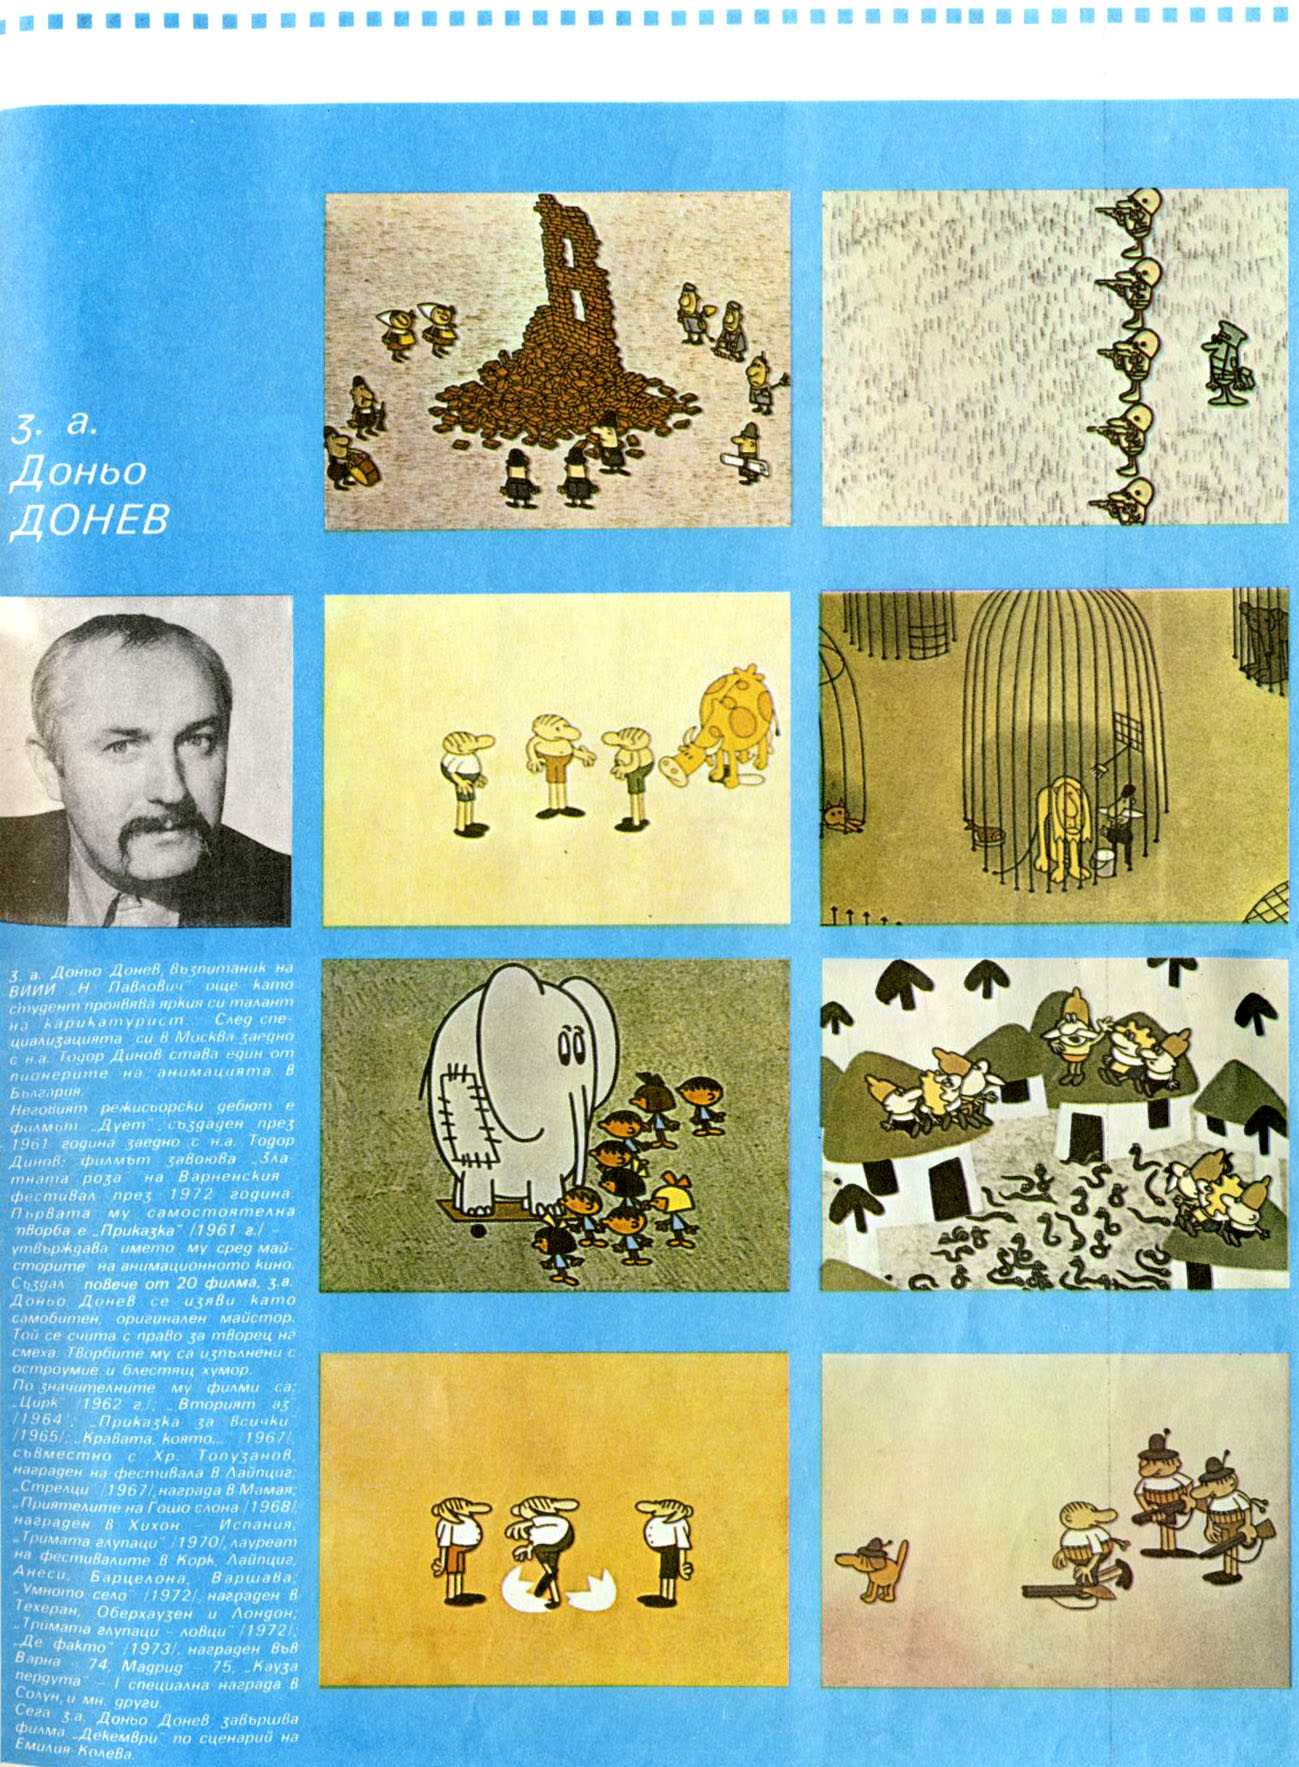 з. а.
Доньо
ДОНЕВ
з. а. Доньо Донев, възпитаник на
ВИИИ „Н Павлович" още като
студент проявява яркия си талант
на карикатурист. След спе-
циализацията си в Москва заедно
с н.а. Тодор Динов става един от
пионерите на анимацията в
България.
Неговият режисьорски дебют е
филмът „Дует", създаден през
1961 година заедно с н.а. Тодор
Динов; филмът завоюва „Зла-
тната роза на Варненския
фестивал през 1972 година.
Първата му самостоятелна
творба е „Приказка" /1961 г./ –
утвърждава името му сред май-
сторите на анимационното кино.
Създал повече от 20 филма, з.а.
Доньо Донев се изяви като
самобитен, оригинален майстор.
Той се счита с право за творец на
смеха. Творбите му са изпълнени с
остроумие и блестящ хумор.
По значителните му филми са:
„Цирк" /1962 г./, „Вторият аз"
/1964/; „Приказка за всички"
/1965/; „Кравата, която..." /1967/,
съвместно с Хр. Топузанов,
награден на фестивала в Лайпциг,
„Стрелци /1967/, награда в Мамая,
„Приятелите на Гошо слона /1968/,
награден в Хихон Испания,
„Тримата глупаци" /1970/, лауреат
на фестивалите в Корк, Лайпциг,
Анеси, Барцелона, Варшава,
„Умното село" /1972/, награден в
Техеран, Оберхаузен и Лондон,
„Тримата глупаци – ловци" /1972/,
„Де факто" /1973/, награден във
Варна 74, Мадрид 75, „Кауза
пердута" – I специална награда в
Солун, и мн. други.
Сега з.а. Доньо Донев завършва
филма „Декември" по сценарий на
Емилия Колева.